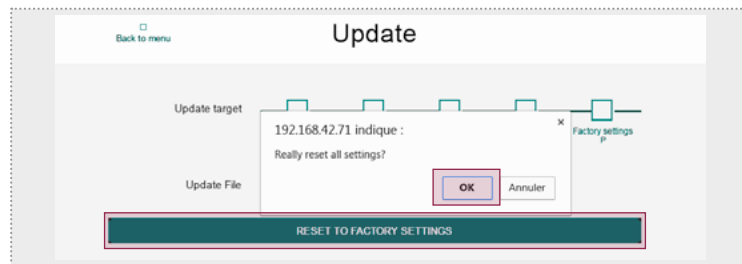 Back to menu
Update
Update target
192.168.42.71 indique :
×
Factory settings
P
Really reset all settings?
Update File
OK
Annuler
RESET TO FACTORY SETTINGS